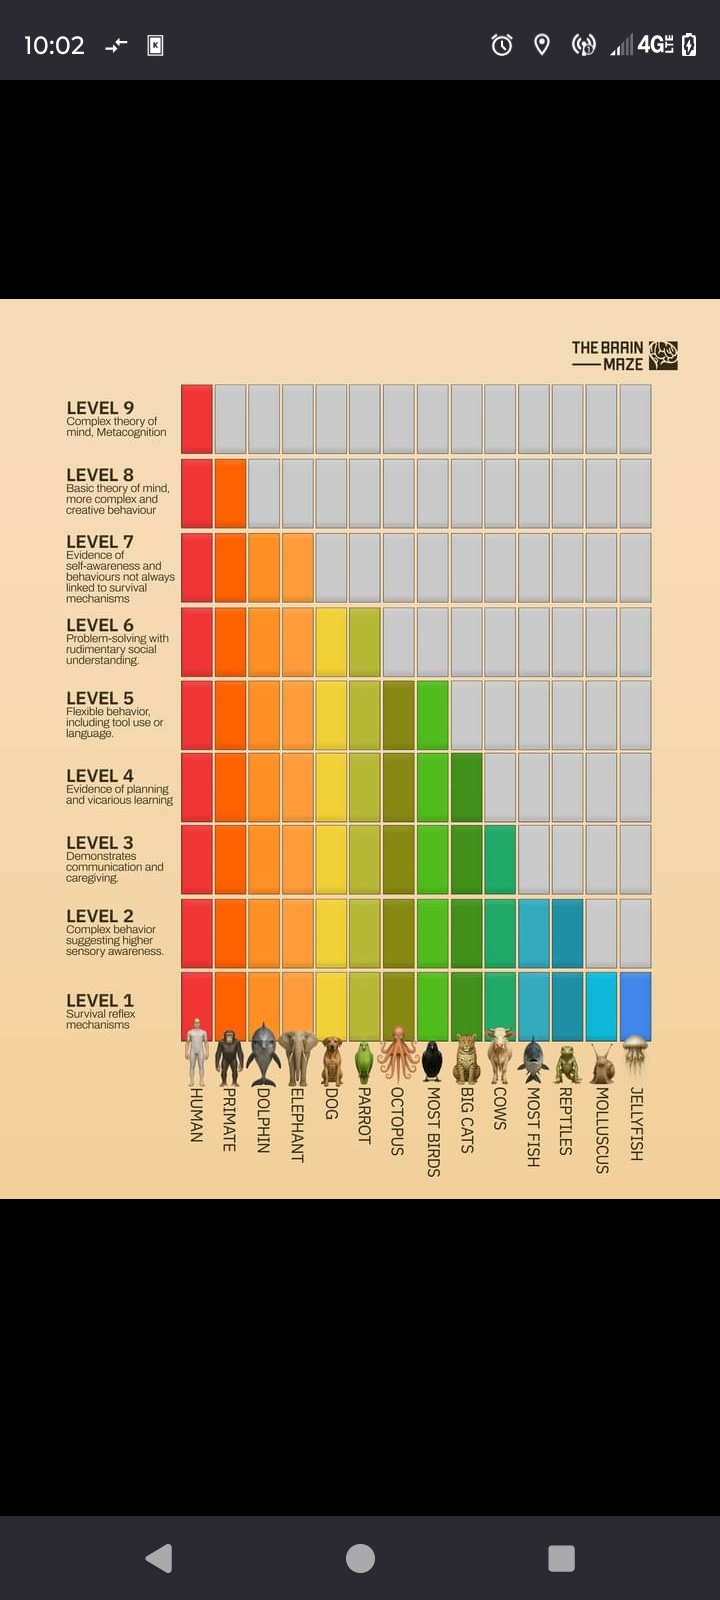 10:02
4G LTE
THE BRAIN
MAZE
LEVEL 9
Complex theory of
mind, Metacognition
LEVEL 8
Basic theory of mind,
more complex and
creative behaviour
LEVEL 7
Evidence of
self-awareness and
behaviours not always
linked to survival
mechanisms
LEVEL 6
Problem-solving with
rudimentary social
understanding.
LEVEL 5
Flexible behavior,
including tool use or
language.
LEVEL 4
Evidence of planning
and vicarious learning
LEVEL 3
Demonstrates
communication and
caregiving.
LEVEL 2
Complex behavior
suggesting higher
sensory awareness.
LEVEL 1
Survival reflex
mechanisms
HUMAN
PRIMATE
DOLPHIN
ELEPHANT
DOG
PARROT
OCTOPUS
MOST BIRDS
BIG CATS
COWS
MOST FISH
REPTILES
MOLLUSCUS
JELLYFISH